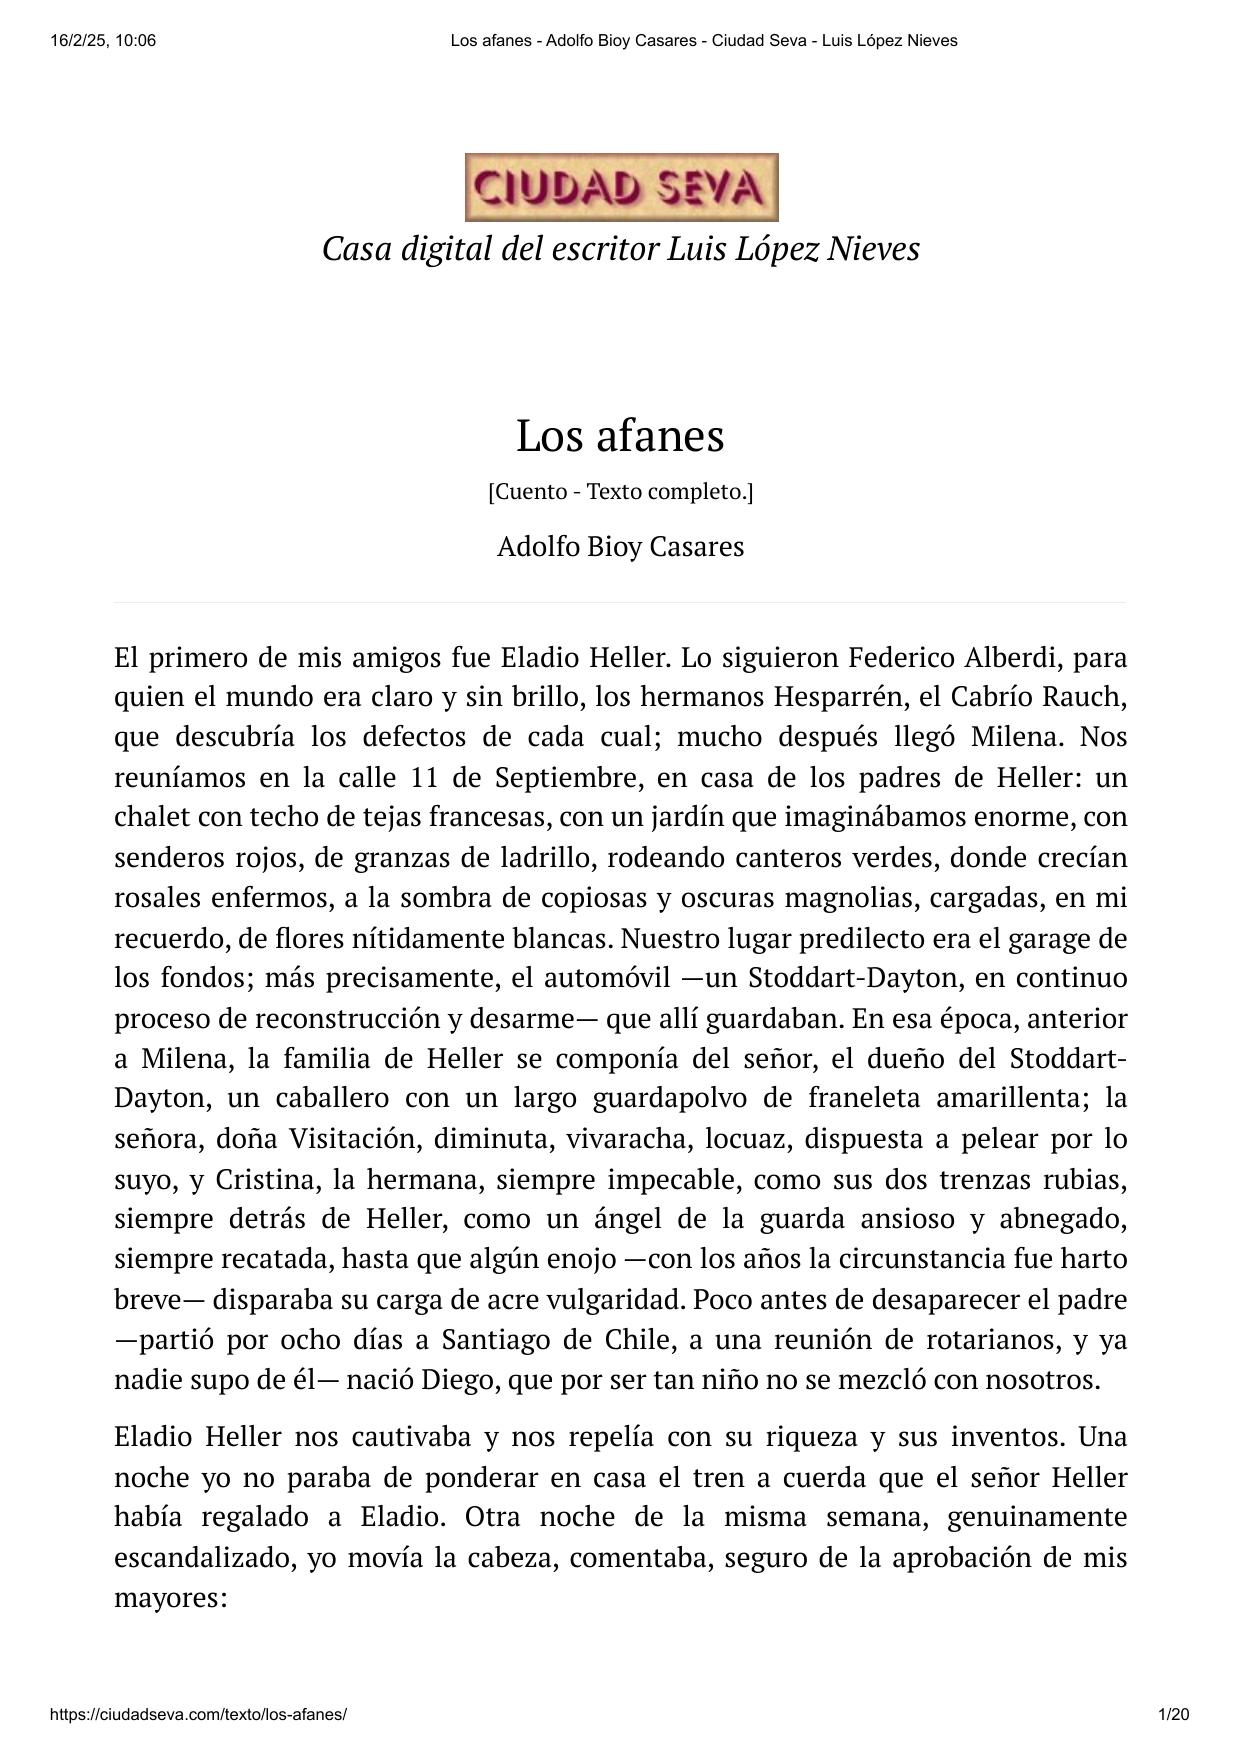 16/2/25, 10:06
Los afanes - Adolfo Bioy Casares - Ciudad Seva - Luis López Nieves
CIUDAD SEVA
Casa digital del escritor Luis López Nieves
Los afanes
[Cuento - Texto completo.]
Adolfo Bioy Casares
El primero de mis amigos fue Eladio Heller. Lo siguieron Federico Alberdi, para
quien el mundo era claro y sin brillo, los hermanos Hesparrén, el Cabrío Rauch,
que descubría los defectos de cada cual; mucho después llegó Milena. Nos
reuníamos en la calle 11 de Septiembre, en casa de los padres de Heller: un
chalet con techo de tejas francesas, con un jardín que imaginábamos enorme, con
senderos rojos, de granzas de ladrillo, rodeando canteros verdes, donde crecían
rosales enfermos, a la sombra de copiosas y oscuras magnolias, cargadas, en mi
recuerdo, de flores nítidamente blancas. Nuestro lugar predilecto era el garage de
los fondos; más precisamente, el automóvil —un Stoddart-Dayton, en continuo
proceso de reconstrucción y desarme— que allí guardaban. En esa época, anterior
a Milena, la familia de Heller se componía del señor, el dueño del Stoddart-
Dayton, un caballero con un largo guardapolvo de franeleta amarillenta; la
señora, doña Visitación, diminuta, vivaracha, locuaz, dispuesta a pelear por lo
suyo, y Cristina, la hermana, siempre impecable, como sus dos trenzas rubias,
siempre detrás de Heller, como un ángel de la guarda ansioso y abnegado,
siempre recatada, hasta que algún enojo —con los años la circunstancia fue harto
breve— disparaba su carga de acre vulgaridad. Poco antes de desaparecer el padre
—partió por ocho días a Santiago de Chile, a una reunión de rotarianos, y ya
nadie supo de él— nació Diego, que por ser tan niño no se mezcló con nosotros.
Eladio Heller nos cautivaba y nos repelía con su riqueza y sus inventos. Una
noche yo no paraba de ponderar en casa el tren a cuerda que el señor Heller
había regalado a Eladio. Otra noche de la misma semana, genuinamente
escandalizado, yo movía la cabeza, comentaba, seguro de la aprobación de mis
mayores:
https://ciudadseva.com/texto/los-afanes/
1/20